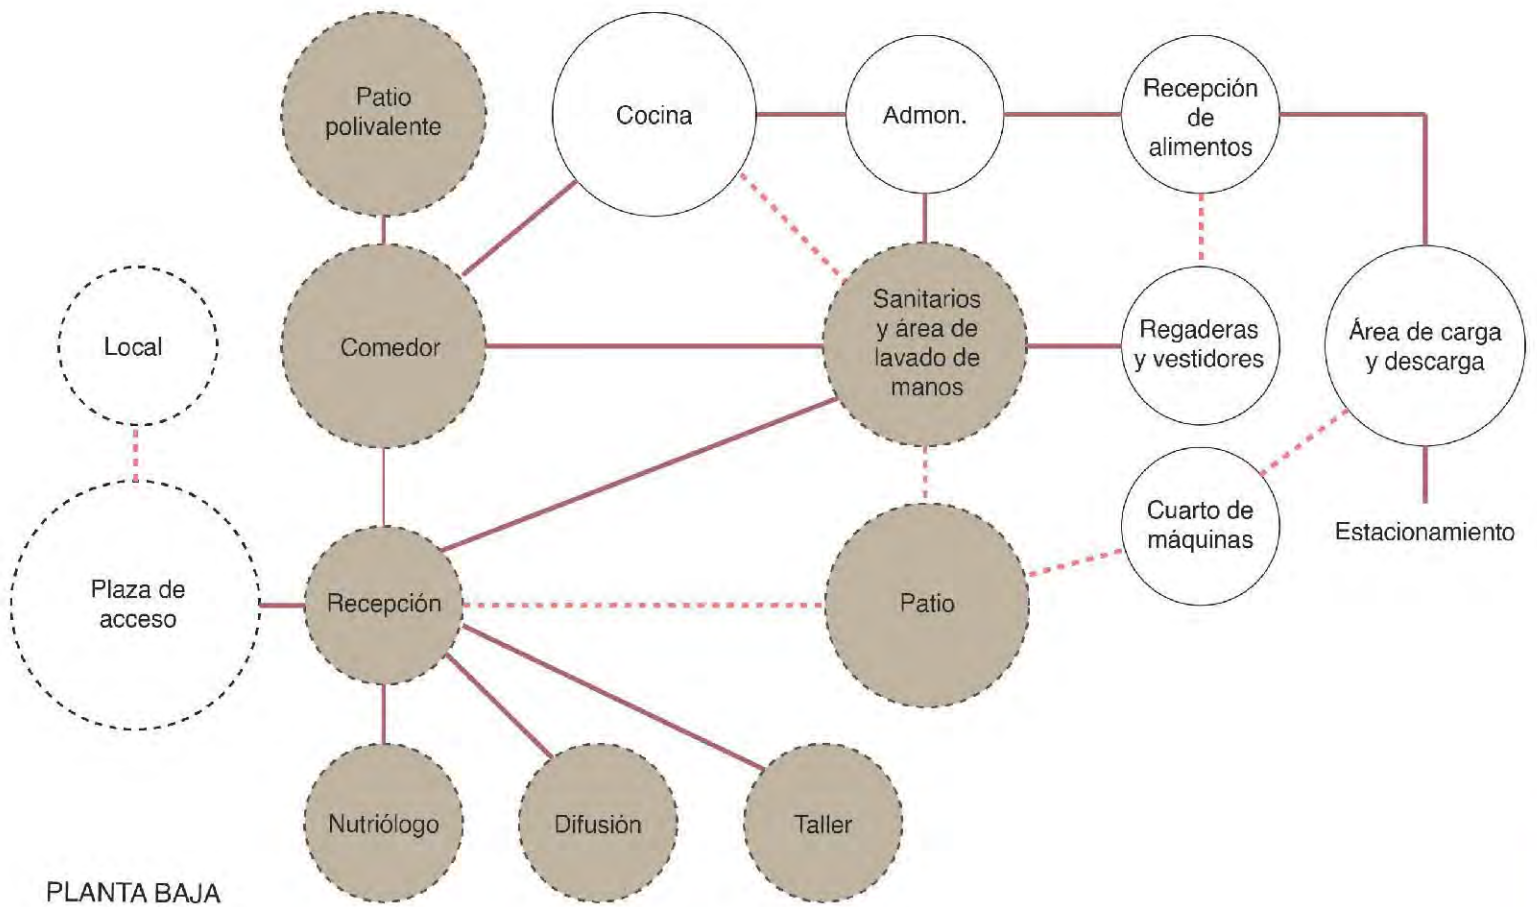 Patio
polivalente
Cocina
Admon.
Recepción
de
alimentos
Local
Comedor
Sanitarios
y área de
lavado de
manos
Regaderas
y vestidores
Área de carga
y descarga
Plaza de
acceso
Recepción
Patio
Cuarto de
máquinas
Estacionamiento
Nutriólogo
Difusión
Taller
PLANTA BAJA